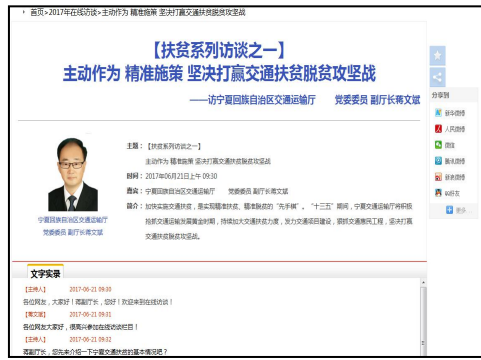 首页>2017年在线访谈>主动作为 精准施策 坚决打赢交通扶贫脱贫攻坚战
【扶贫系列访谈之一】
主动作为 精准施策 坚决打赢交通扶贫脱贫攻坚战
——访宁夏回族自治区交通运输厅 党委委员 副厅长蒋文斌
宁夏回族自治区交通运输厅
党委委员 副厅长蒋文斌
主题：【扶贫系列访谈之一】
主动作为 精准施策 坚决打赢交通扶贫脱贫攻坚战
时间：2017年06月21日上午 09:30
嘉宾：宁夏回族自治区交通运输厅 党委委员 副厅长蒋文斌
简介：加快实施交通扶贫，是实现精准扶贫、精准脱贫的“先手棋”。“十三五”期间，宁夏交通运输厅将积极
抢抓交通运输发展黄金时期，持续加大交通扶贫力度，发力交通项目建设，狠抓交通惠民工程，坚决打赢
交通扶贫脱贫攻坚战。
分享到
新华微博
人民微博
微信
腾讯微博
新浪微博
QQ好友
更多...
文字实录
[主持人] 2017-06-21 09:30
各位网友，大家好！蒋副厅长，您好！欢迎来到在线访谈！
[蒋文斌] 2017-06-21 09:31
各位网友大家好，很高兴参加在线访谈栏目！
[主持人] 2017-06-21 09:32
蒋副厅长，您先来介绍一下宁夏交通扶贫的基本情况吧？